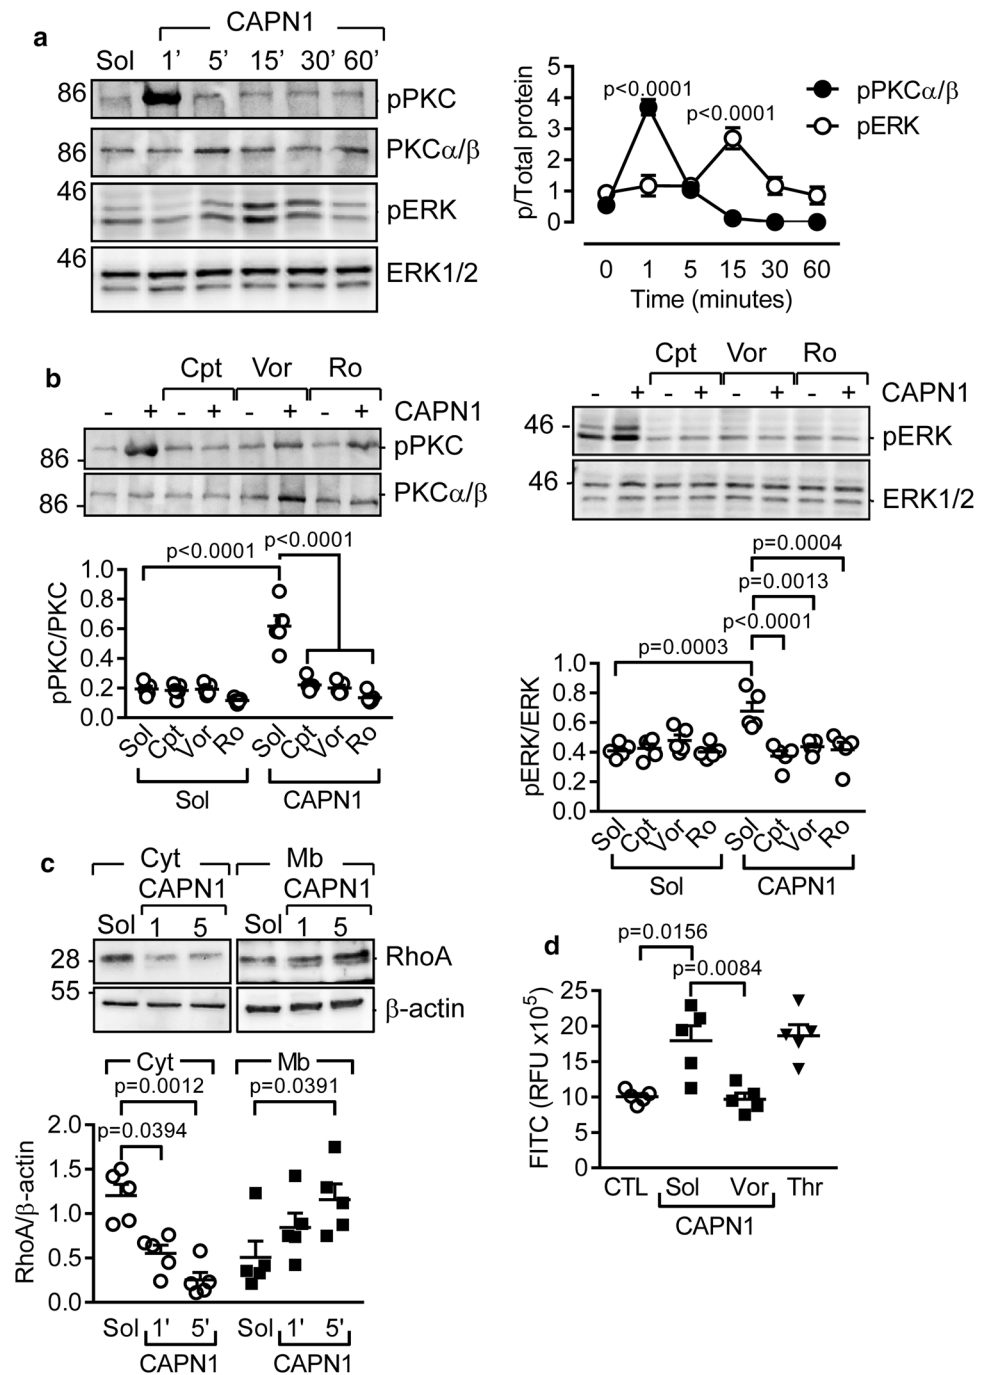 a
CAPN1
Sol 1’ 5’ 15’ 30’ 60’
86 pPKC
86 PKCα/β
46 pERK
46 ERK1/2
p/Total protein
5
4
3
2
1
0
p<0.0001
p<0.0001
pPKCα/β
pERK
0 1 5 15 30 60
Time (minutes)
b
Cpt Vor Ro
- + - + - + - + CAPN1
86 pPKC
86 PKCα/β
Cpt Vor Ro
- + - + - + - + CAPN1
46 pERK
46 ERK1/2
p<0.0001 p<0.0001
pPKC/PKC
1.0
0.8
0.6
0.4
0.2
0.0
Sol Cpt Vor Ro Sol Cpt Vor Ro
Sol CAPN1
p=0.0004
p=0.0013
p<0.0001
p=0.0003
pERK/ERK
1.0
0.8
0.6
0.4
0.2
0.0
Sol Cpt Vor Ro Sol Cpt Vor Ro
Sol CAPN1
c
Cyt Mb
CAPN1 CAPN1
Sol 1 5 Sol 1 5
28 RhoA
55 β-actin
Cyt Mb
p=0.0012 p=0.0391
p=0.0394
RhoA/β-actin
2.0
1.5
1.0
0.5
0.0
Sol 1' 5' Sol 1' 5'
CAPN1 CAPN1
d
p=0.0156
p=0.0084
FITC (RFU x10⁵)
25
20
15
10
5
0
CTL Sol Vor Thr
CAPN1